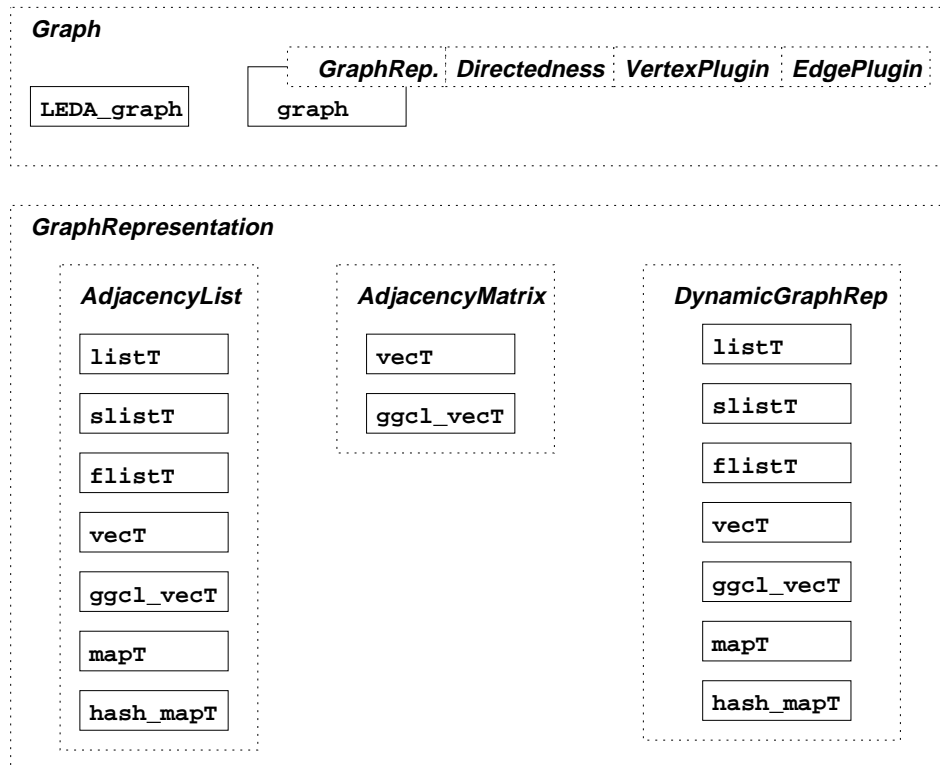 Graph
GraphRep. Directedness VertexPlugin EdgePlugin
LEDA_graph graph
GraphRepresentation
AdjacencyList
listT
slistT
flistT
vecT
ggcl_vecT
mapT
hash_mapT
AdjacencyMatrix
vecT
ggcl_vecT
DynamicGraphRep
listT
slistT
flistT
vecT
ggcl_vecT
mapT
hash_mapT